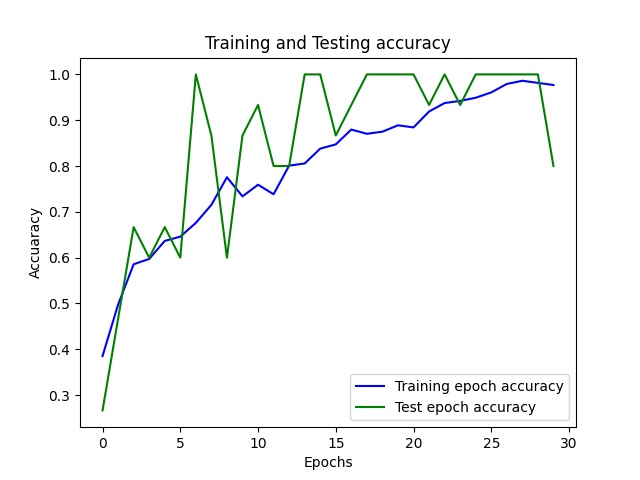 Training and Testing accuracy
1.0
0.9
0.8
0.7
0.6
0.5
0.4
0.3
Accuaracy
Training epoch accuracy
Test epoch accuracy
0 5 10 15 20 25 30
Epochs